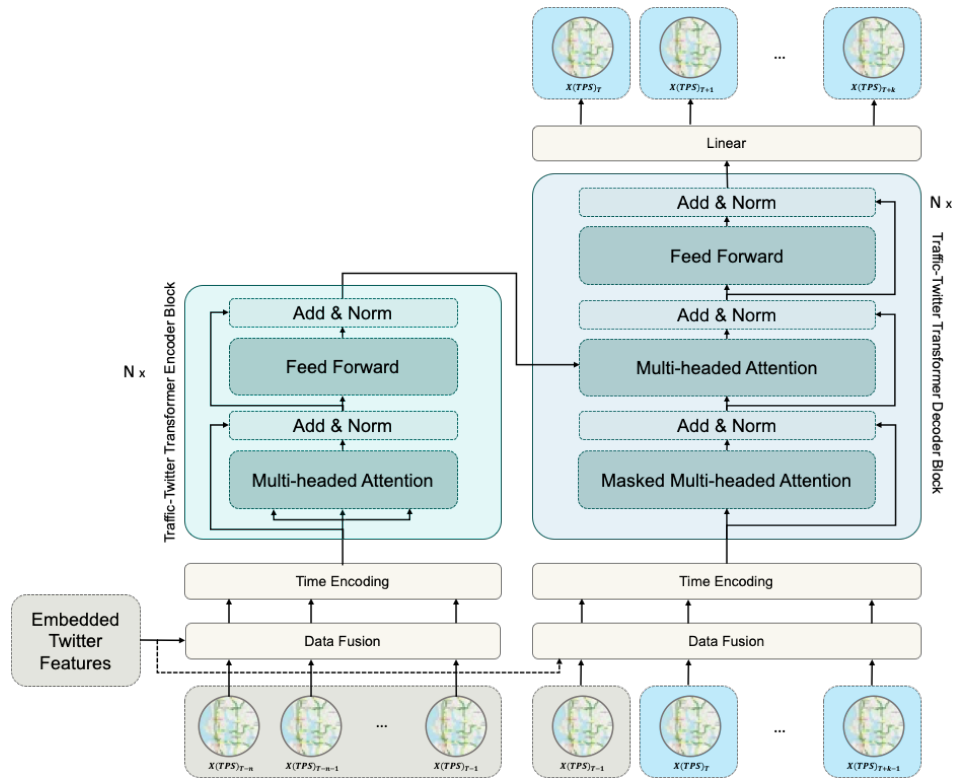 X(TPS)T
X(TPS)T+1
...
X(TPS)T+k
Linear
Add & Norm
Feed Forward
Add & Norm
Multi-headed Attention
Add & Norm
Masked Multi-headed Attention
N x
Traffic-Twitter Transformer Decoder Block
Add & Norm
Feed Forward
Add & Norm
Multi-headed Attention
N x
Traffic-Twitter Transformer Encoder Block
Time Encoding
Time Encoding
Embedded
Twitter
Features
Data Fusion
Data Fusion
X(TPS)T−n
X(TPS)T−n−1
...
X(TPS)T−1
X(TPS)T−1
X(TPS)T
...
X(TPS)T+k−1